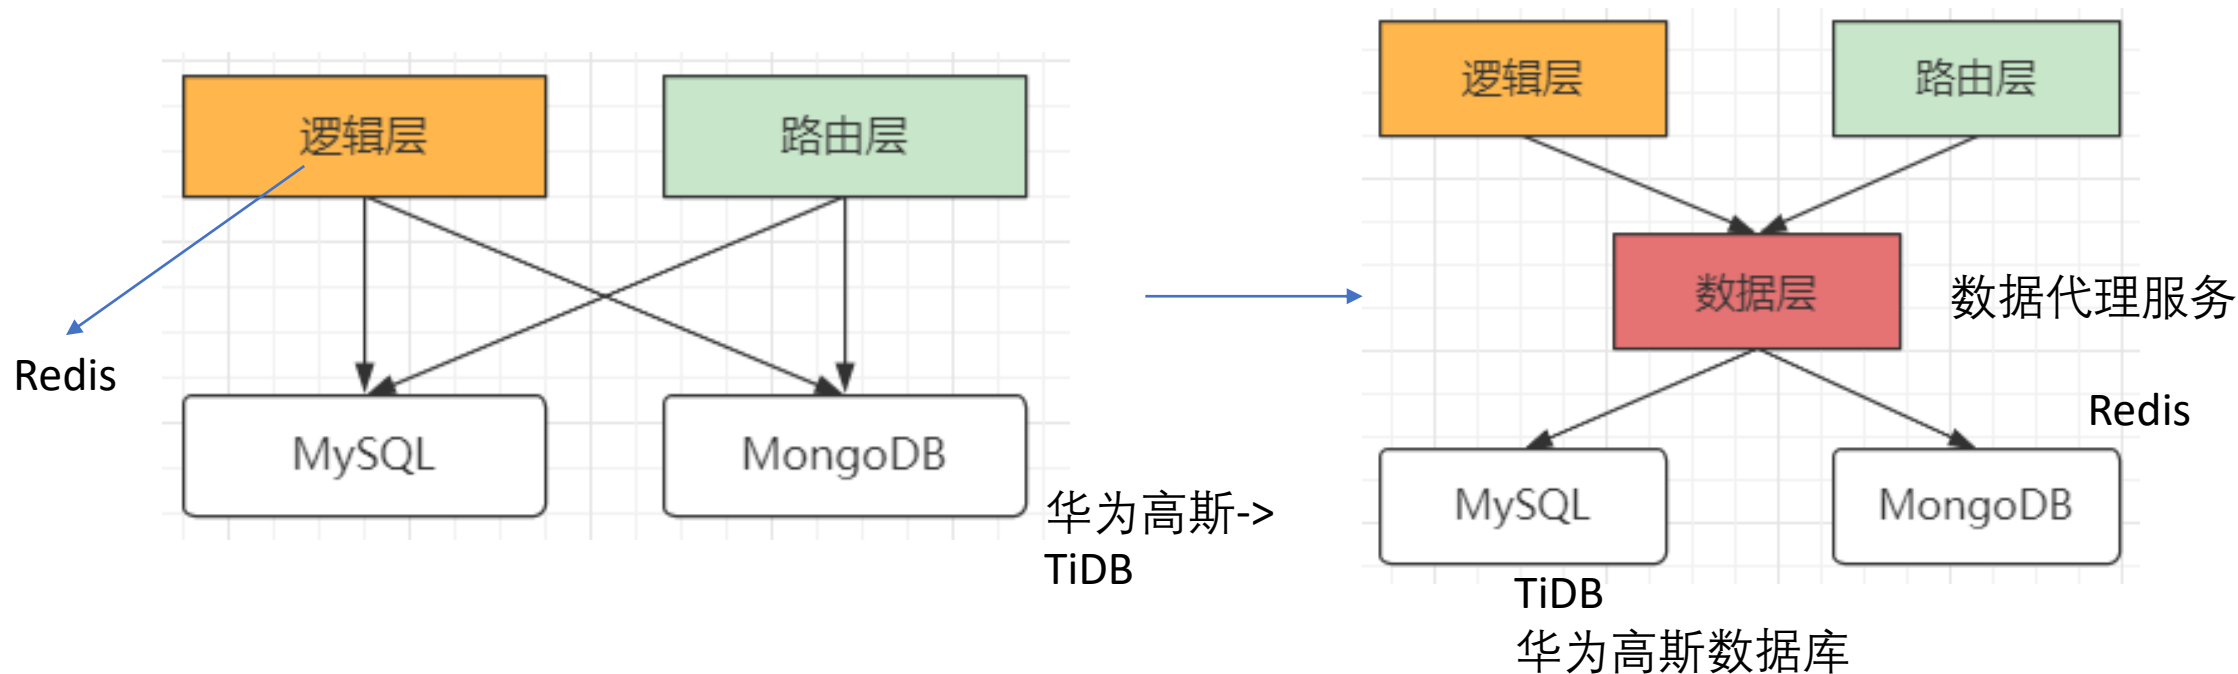 逻辑层
路由层
Redis
MySQL
MongoDB
华为高斯->
TiDB
逻辑层
路由层
数据层
数据代理服务
Redis
MySQL
MongoDB
TiDB
华为高斯数据库